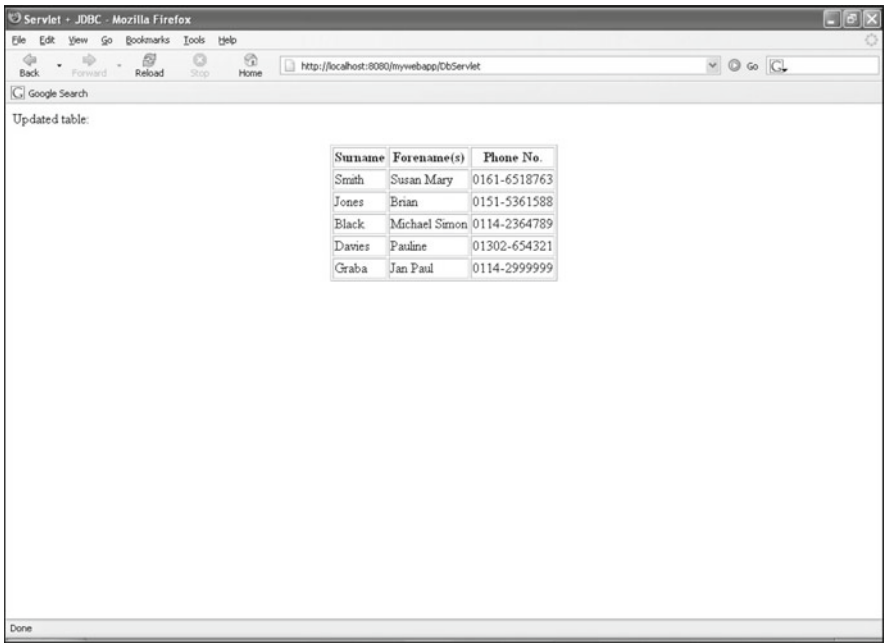 Servlet + JDBC - Mozilla Firefox
File Edit View Go Bookmarks Tools Help
Back Forward Reload Stop Home http://localhost:8080/mywebapp/DbServlet Go G
G Google Search
Updated table:
Surname Forename(s) Phone No.
Smith Susan Mary 0161-6518763
Jones Brian 0151-5361588
Black Michael Simon 0114-2364789
Davies Pauline 01302-654321
Graba Jan Paul 0114-2999999
Done